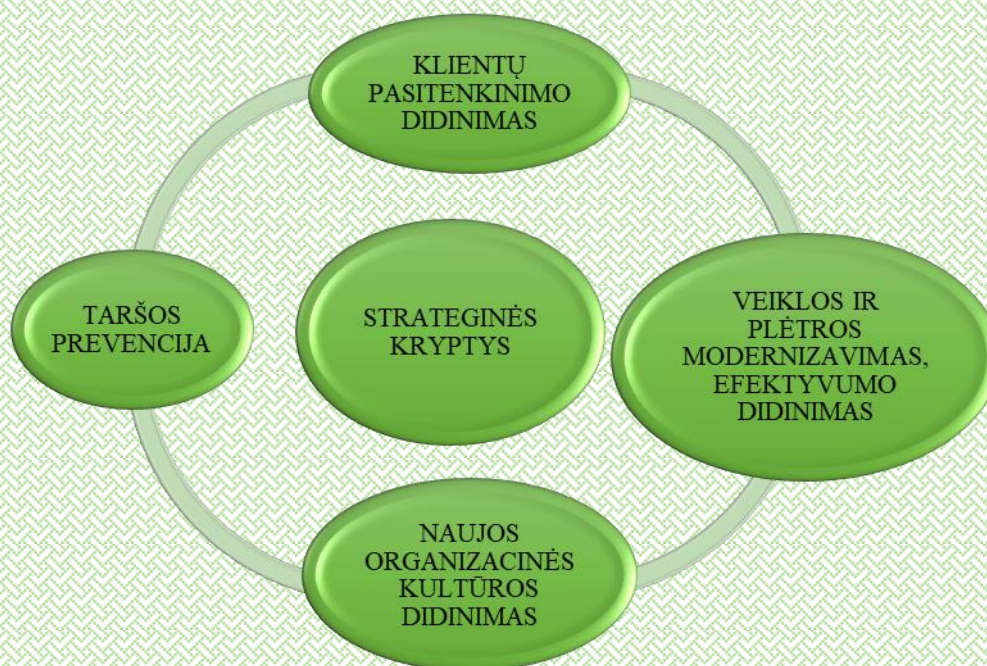 KLIENTŲ
PASITENKINIMO
DIDINIMAS
TARŠOS
PREVENCIJA
STRATEGINĖS
KRYPTYS
VEIKLOS IR
PLĖTROS
MODERNIZAVIMAS,
EFEKTYVUMO
DIDINIMAS
NAUJOS
ORGANIZACINĖS
KULTŪROS
DIDINIMAS